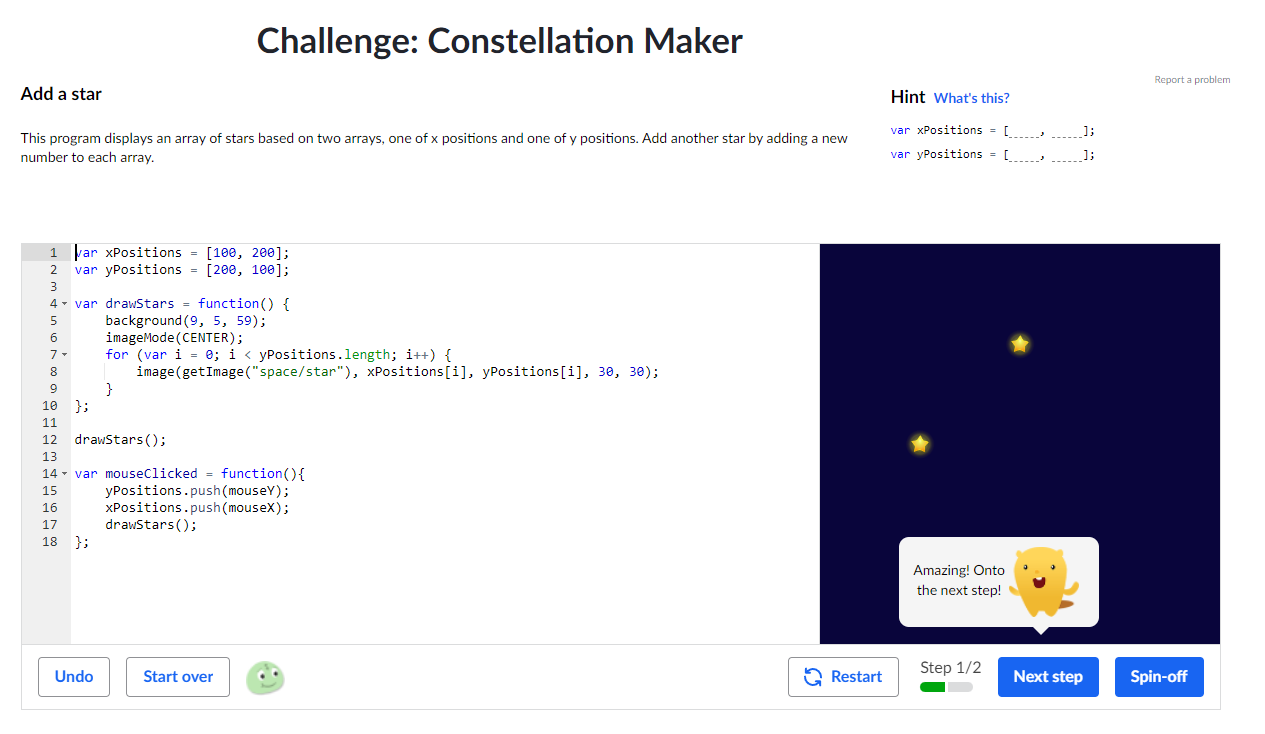 Challenge: Constellation Maker
Report a problem
Add a star
Hint What's this?
This program displays an array of stars based on two arrays, one of x positions and one of y positions. Add another star by adding a new
number to each array.
var xPositions = [____, ____];
var yPositions = [____, ____];
1 var xPositions = [100, 200];
2 var yPositions = [200, 100];
3
4 var drawStars = function() {
5 background(9, 5, 59);
6 imageMode(CENTER);
7 for (var i = 0; i < yPositions.length; i++) {
8 image(getImage("space/star"), xPositions[i], yPositions[i], 30, 30);
9 }
10 };
11
12 drawStars();
13
14 var mouseClicked = function(){
15 yPositions.push(mouseY);
16 xPositions.push(mouseX);
17 drawStars();
18 };
Amazing! Onto
the next step!
Undo
Start over
Restart
Step 1/2
Next step
Spin-off